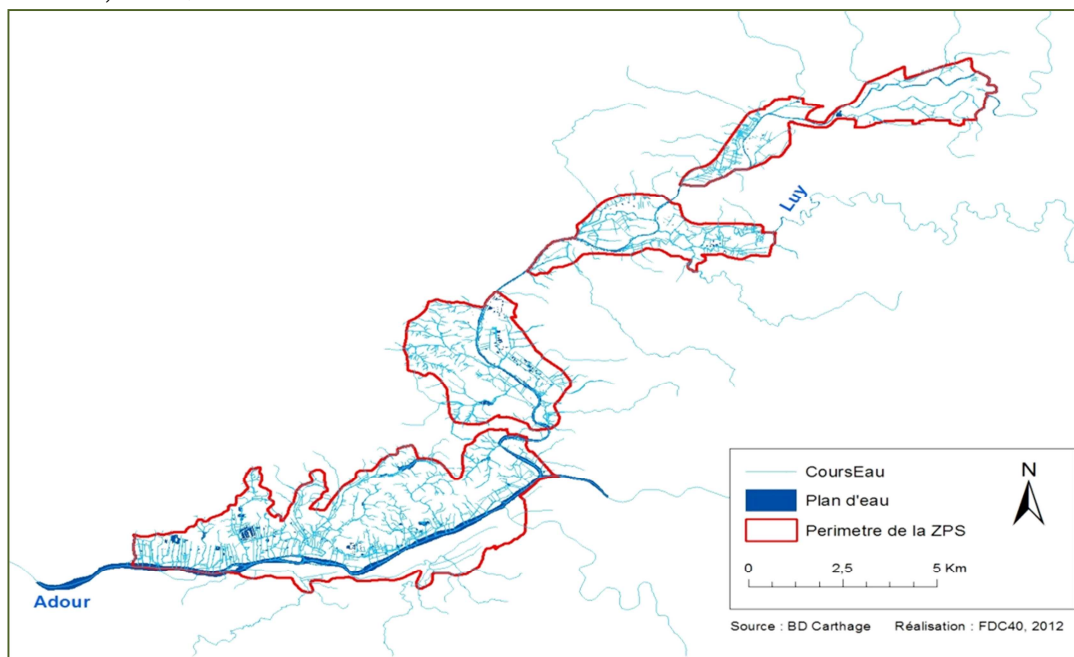 Luy
Adour
CoursEau
Plan d'eau
Perimetre de la ZPS
N
0 2,5 5 Km
Source : BD Carthage Réalisation : FDC40, 2012